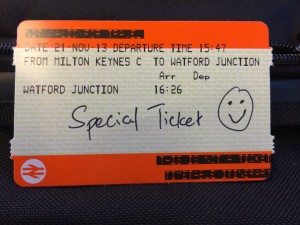 DATE 21 NOV·13 DEPARTURE TIME 15:47
FROM MILTON KEYNES C TO WATFORD JUNCTION
Arr Dep
WATFORD JUNCTION 16:26
Special Ticket